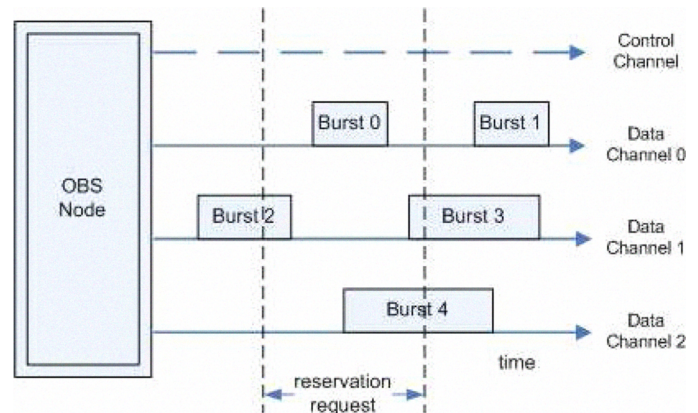 Control
Channel
Burst 0
Burst 1
Data
Channel 0
OBS
Node
Burst 2
Burst 3
Data
Channel 1
Burst 4
Data
Channel 2
time
reservation
request